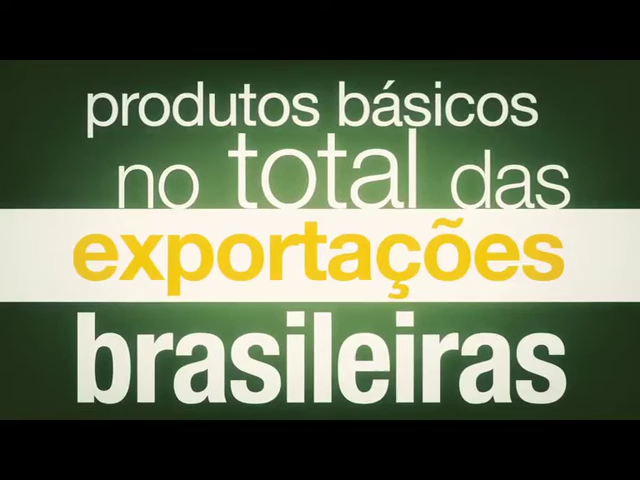 produtos básicos
no total das
exportações
brasileiras